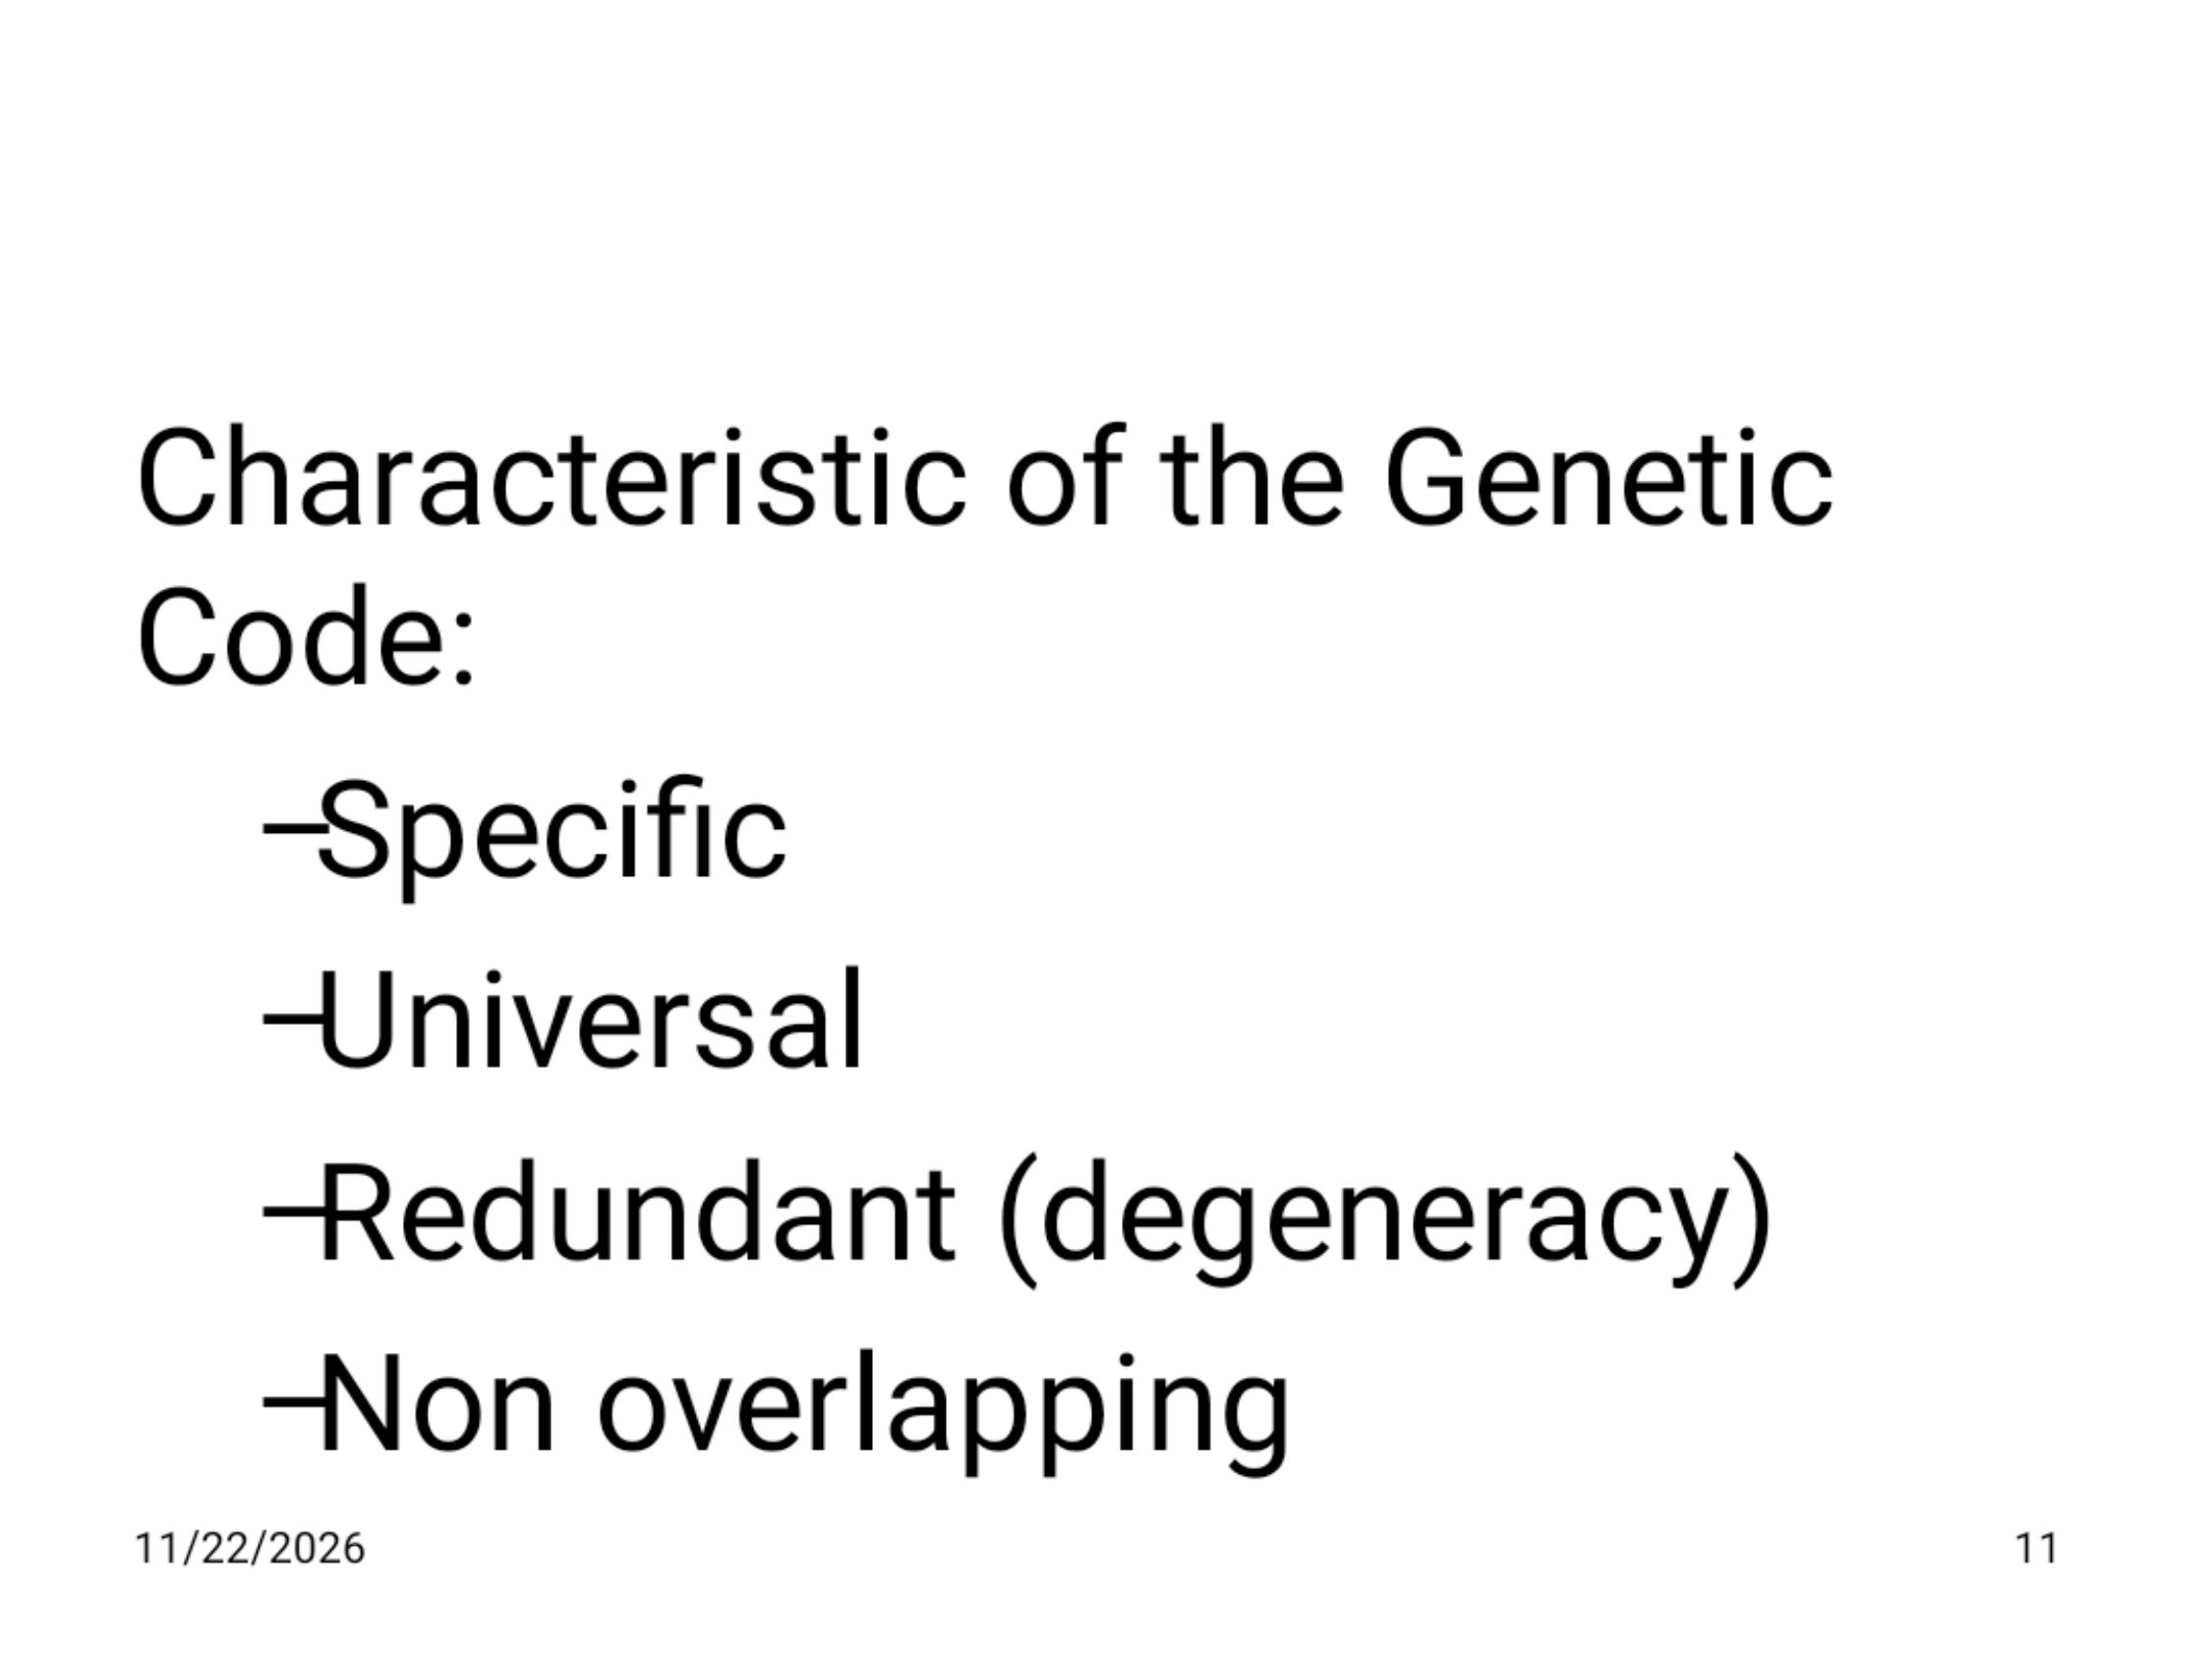 Characteristic of the Genetic
Code:
–Specific
–Universal
–Redundant (degeneracy)
–Non overlapping
11/22/2026
11